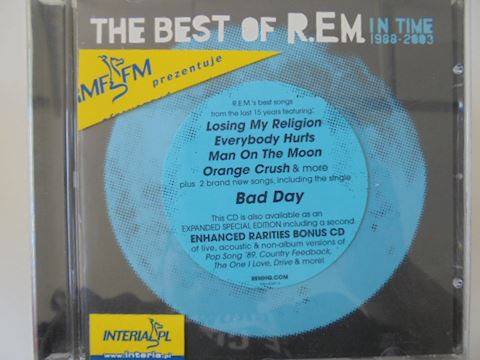 THE BEST OF R.E.M. IN TIME
1988-2003
RMF FM
prezentuje
R.E.M.'s best songs
from the last 15 years featuring:
Losing My Religion
Everybody Hurts
Man On The Moon
Orange Crush & more
plus 2 brand new songs, including the single
Bad Day
This CD is also available as an
EXPANDED SPECIAL EDITION including a second
ENHANCED RARITIES BONUS CD
of live, acoustic & non-album versions of
Pop Song '89, Country Feedback,
The One I Love, Drive & more!
REMHQ.COM
INTERIA.PL
www.interia.pl